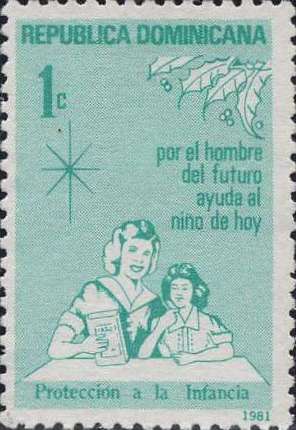 REPUBLICA DOMINICANA
1c
por el hombre
del futuro
ayuda al
niño de hoy
Protección a la Infancia
1981